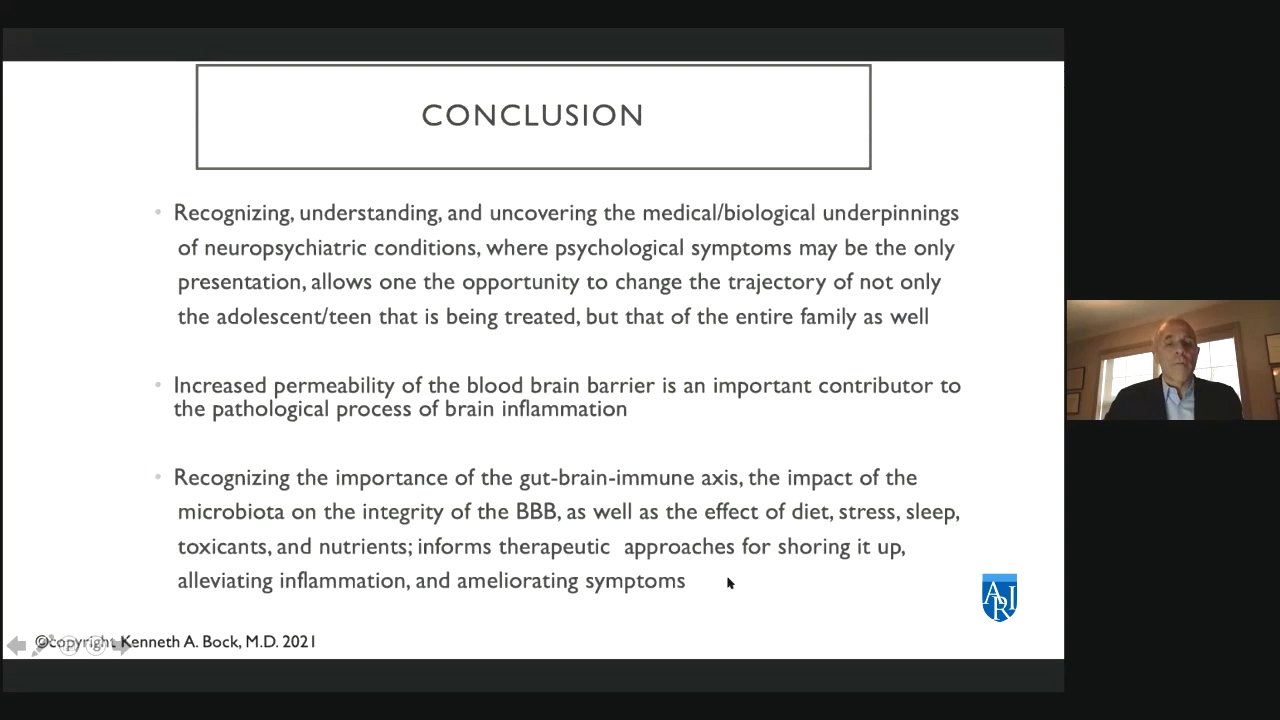 CONCLUSION
• Recognizing, understanding, and uncovering the medical/biological underpinnings
of neuropsychiatric conditions, where psychological symptoms may be the only
presentation, allows one the opportunity to change the trajectory of not only
the adolescent/teen that is being treated, but that of the entire family as well
• Increased permeability of the blood brain barrier is an important contributor to
the pathological process of brain inflammation
• Recognizing the importance of the gut-brain-immune axis, the impact of the
microbiota on the integrity of the BBB, as well as the effect of diet, stress, sleep,
toxicants, and nutrients; informs therapeutic approaches for shoring it up,
alleviating inflammation, and ameliorating symptoms
ARI
©copyright Kenneth A. Bock, M.D. 2021